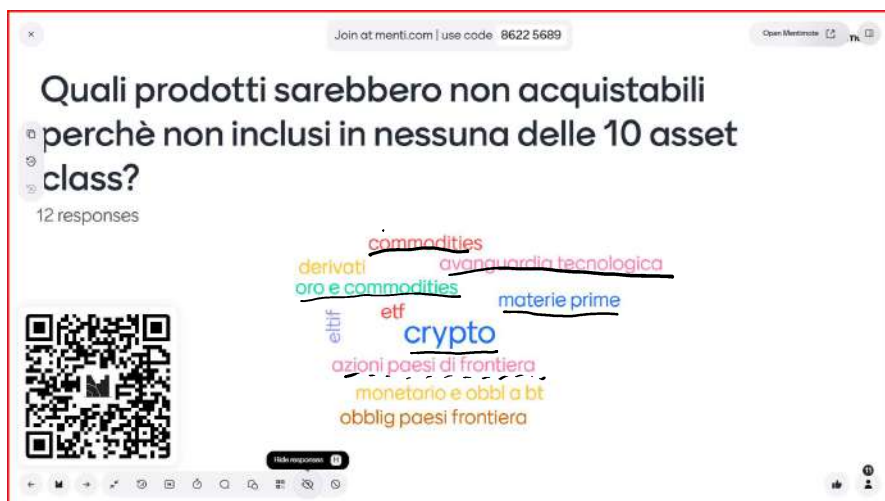 Join at menti.com | use code 8622 5689
Open Mentimote
Quali prodotti sarebbero non acquistabili
perchè non inclusi in nessuna delle 10 asset
class?
12 responses
commodities
derivati
avanguardia tecnologica
oro e commodities
materie prime
etf
eltif
crypto
azioni paesi di frontiera
monetario e obbl a bt
obblig paesi frontiera
Hide responses H